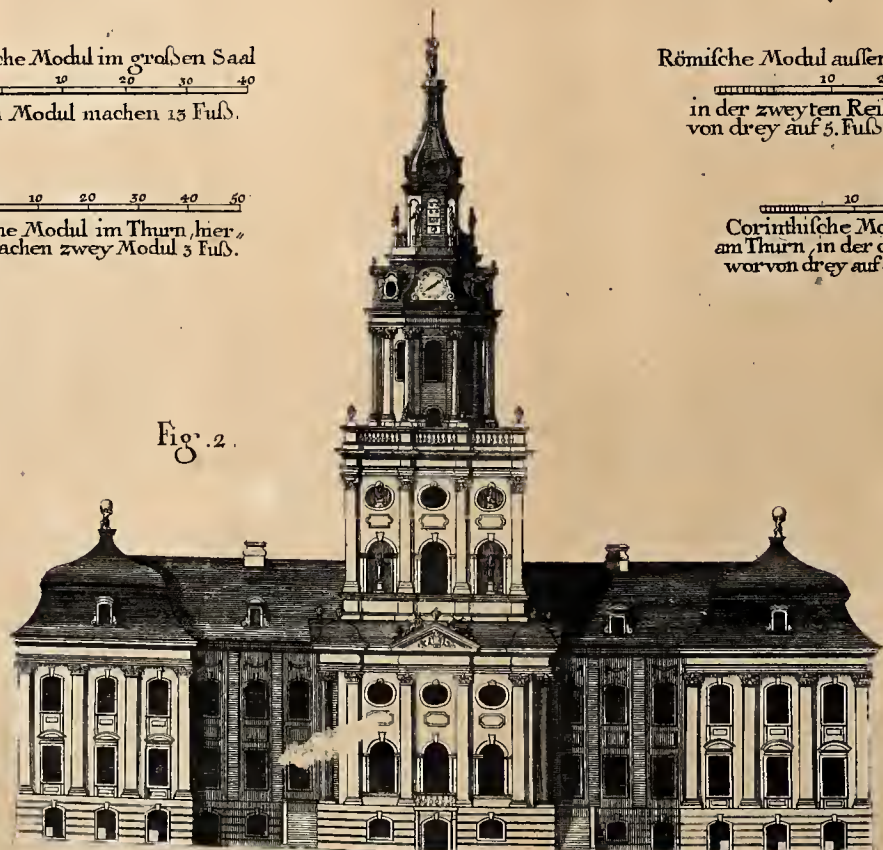 che Modul im großen Saal
10 20 30 40
Modul machen 13 Fuß.
10 20 30 40 50
ne Modul im Thurn, hier„
achen zwey Modul 3 Fuß.
Römische Modul aussen
10 2
in der zweyten Rei
von drey auf 5. Fuß
10
Corinthische Mo
am Thurn, in der
worvon drey auf
Fig. 2.